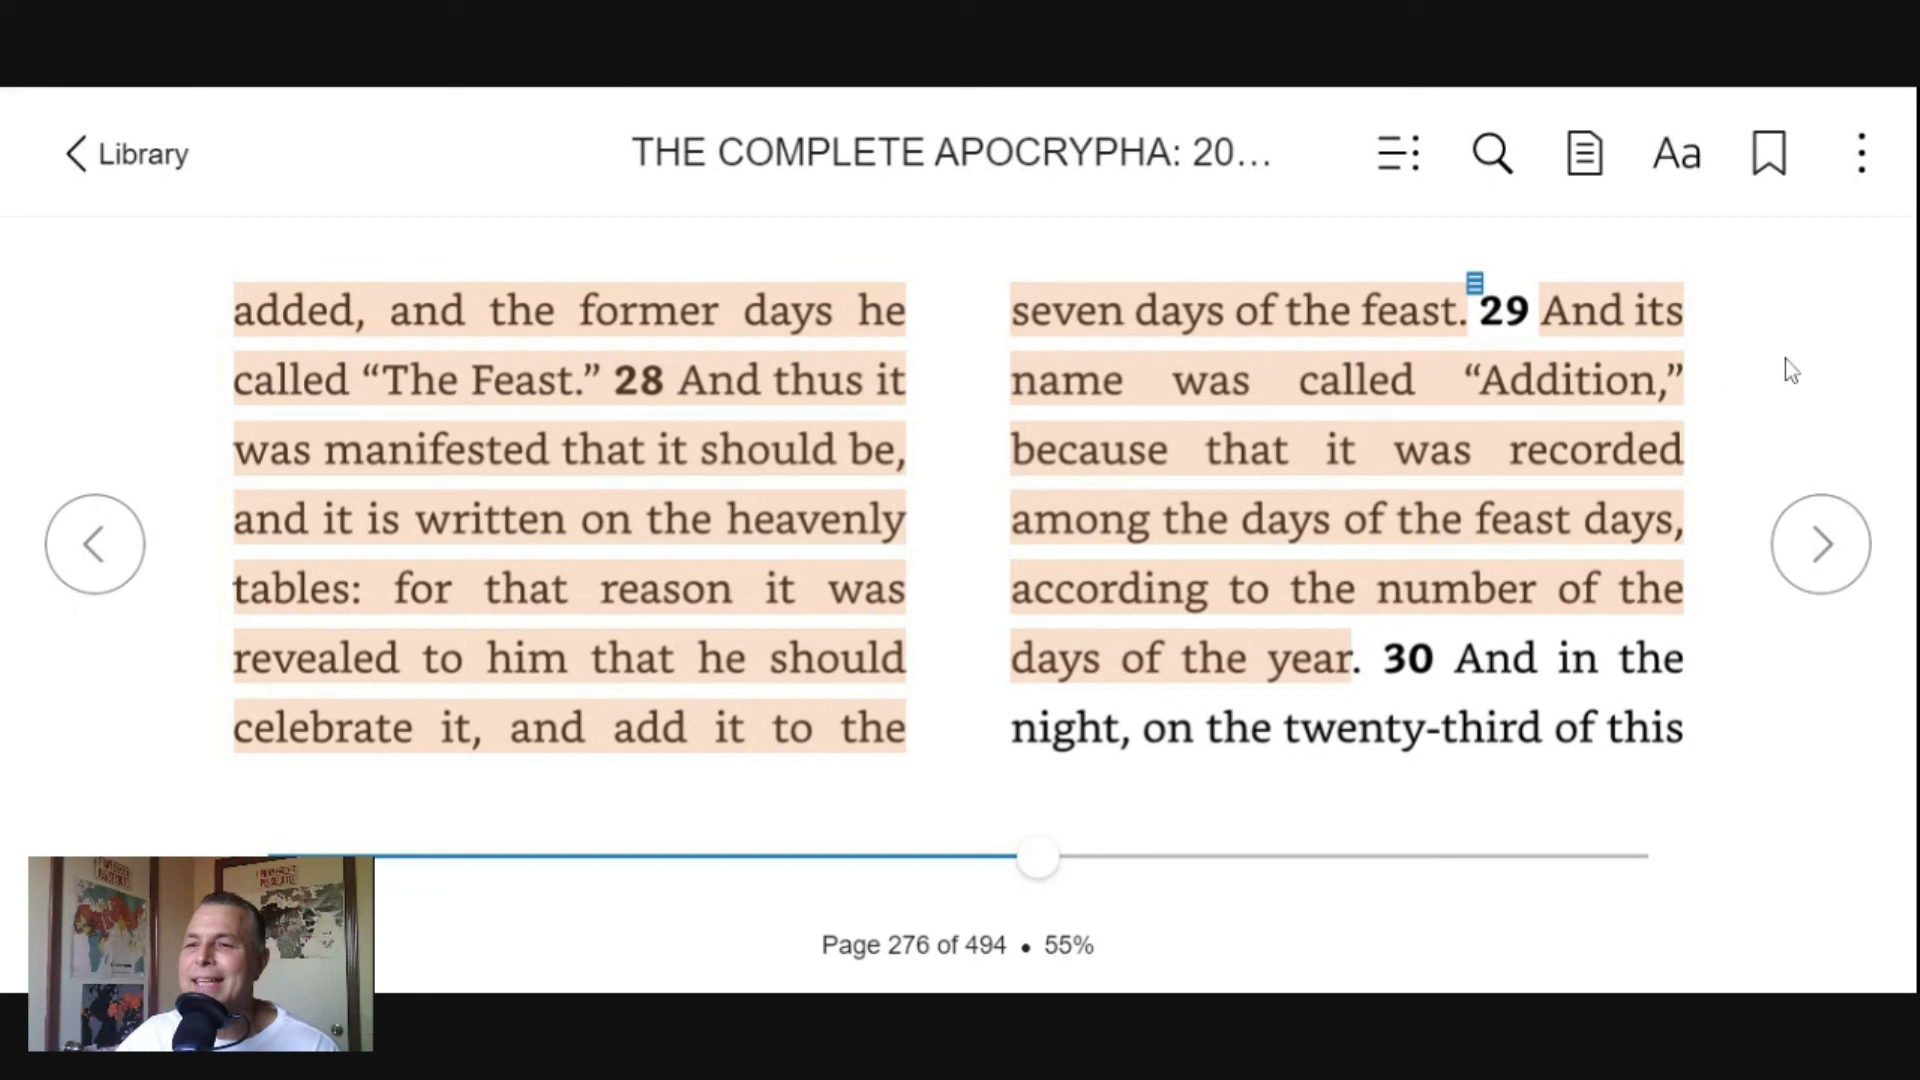 Library
THE COMPLETE APOCRYPHA: 20...
Aa
added, and the former days he
called “The Feast.” 28 And thus it
was manifested that it should be,
and it is written on the heavenly
tables: for that reason it was
revealed to him that he should
celebrate it, and add it to the
seven days of the feast. 29 And its
name was called “Addition,”
because that it was recorded
among the days of the feast days,
according to the number of the
days of the year. 30 And in the
night, on the twenty-third of this
Page 276 of 494 • 55%